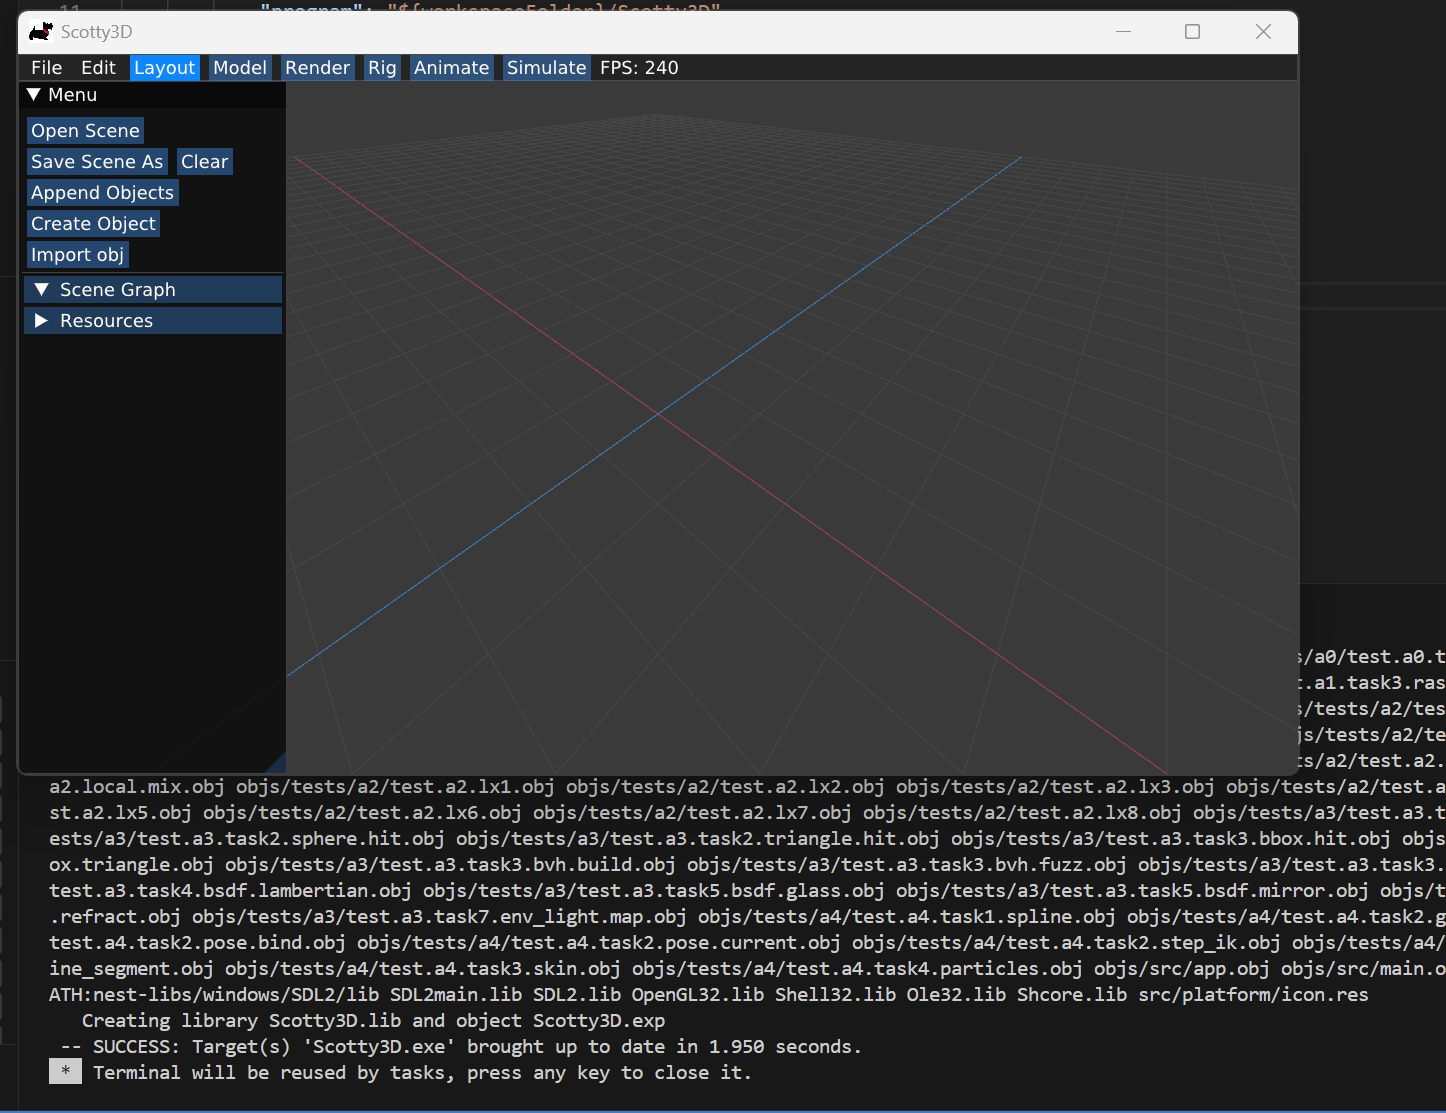 11 "program": "${workspaceFolder}/Scotty3D"
Scotty3D
File Edit Layout Model Render Rig Animate Simulate FPS: 240
Menu
Open Scene
Save Scene As Clear
Append Objects
Create Object
Import obj
Scene Graph
Resources
s/a0/test.a0.t
t.a1.task3.ras
s/tests/a2/tes
js/tests/a2/te
ts/a2/test.a2.
a2.local.mix.obj objs/tests/a2/test.a2.lx1.obj objs/tests/a2/test.a2.lx2.obj objs/tests/a2/test.a2.lx3.obj objs/tests/a2/test.a
st.a2.lx5.obj objs/tests/a2/test.a2.lx6.obj objs/tests/a2/test.a2.lx7.obj objs/tests/a2/test.a2.lx8.obj objs/tests/a3/test.a3.t
ests/a3/test.a3.task2.sphere.hit.obj objs/tests/a3/test.a3.task2.triangle.hit.obj objs/tests/a3/test.a3.task3.bbox.hit.obj objs
ox.triangle.obj objs/tests/a3/test.a3.task3.bvh.build.obj objs/tests/a3/test.a3.task3.bvh.fuzz.obj objs/tests/a3/test.a3.task3.
test.a3.task4.bsdf.lambertian.obj objs/tests/a3/test.a3.task5.bsdf.glass.obj objs/tests/a3/test.a3.task5.bsdf.mirror.obj objs/t
.refract.obj objs/tests/a3/test.a3.task7.env_light.map.obj objs/tests/a4/test.a4.task1.spline.obj objs/tests/a4/test.a4.task2.g
test.a4.task2.pose.bind.obj objs/tests/a4/test.a4.task2.pose.current.obj objs/tests/a4/test.a4.task2.step_ik.obj objs/tests/a4/
ine_segment.obj objs/tests/a4/test.a4.task3.skin.obj objs/tests/a4/test.a4.task4.particles.obj objs/src/app.obj objs/src/main.o
ATH:nest-libs/windows/SDL2/lib SDL2main.lib SDL2.lib OpenGL32.lib Shell32.lib Ole32.lib Shcore.lib src/platform/icon.res
Creating library Scotty3D.lib and object Scotty3D.exp
-- SUCCESS: Target(s) 'Scotty3D.exe' brought up to date in 1.950 seconds.
* Terminal will be reused by tasks, press any key to close it.